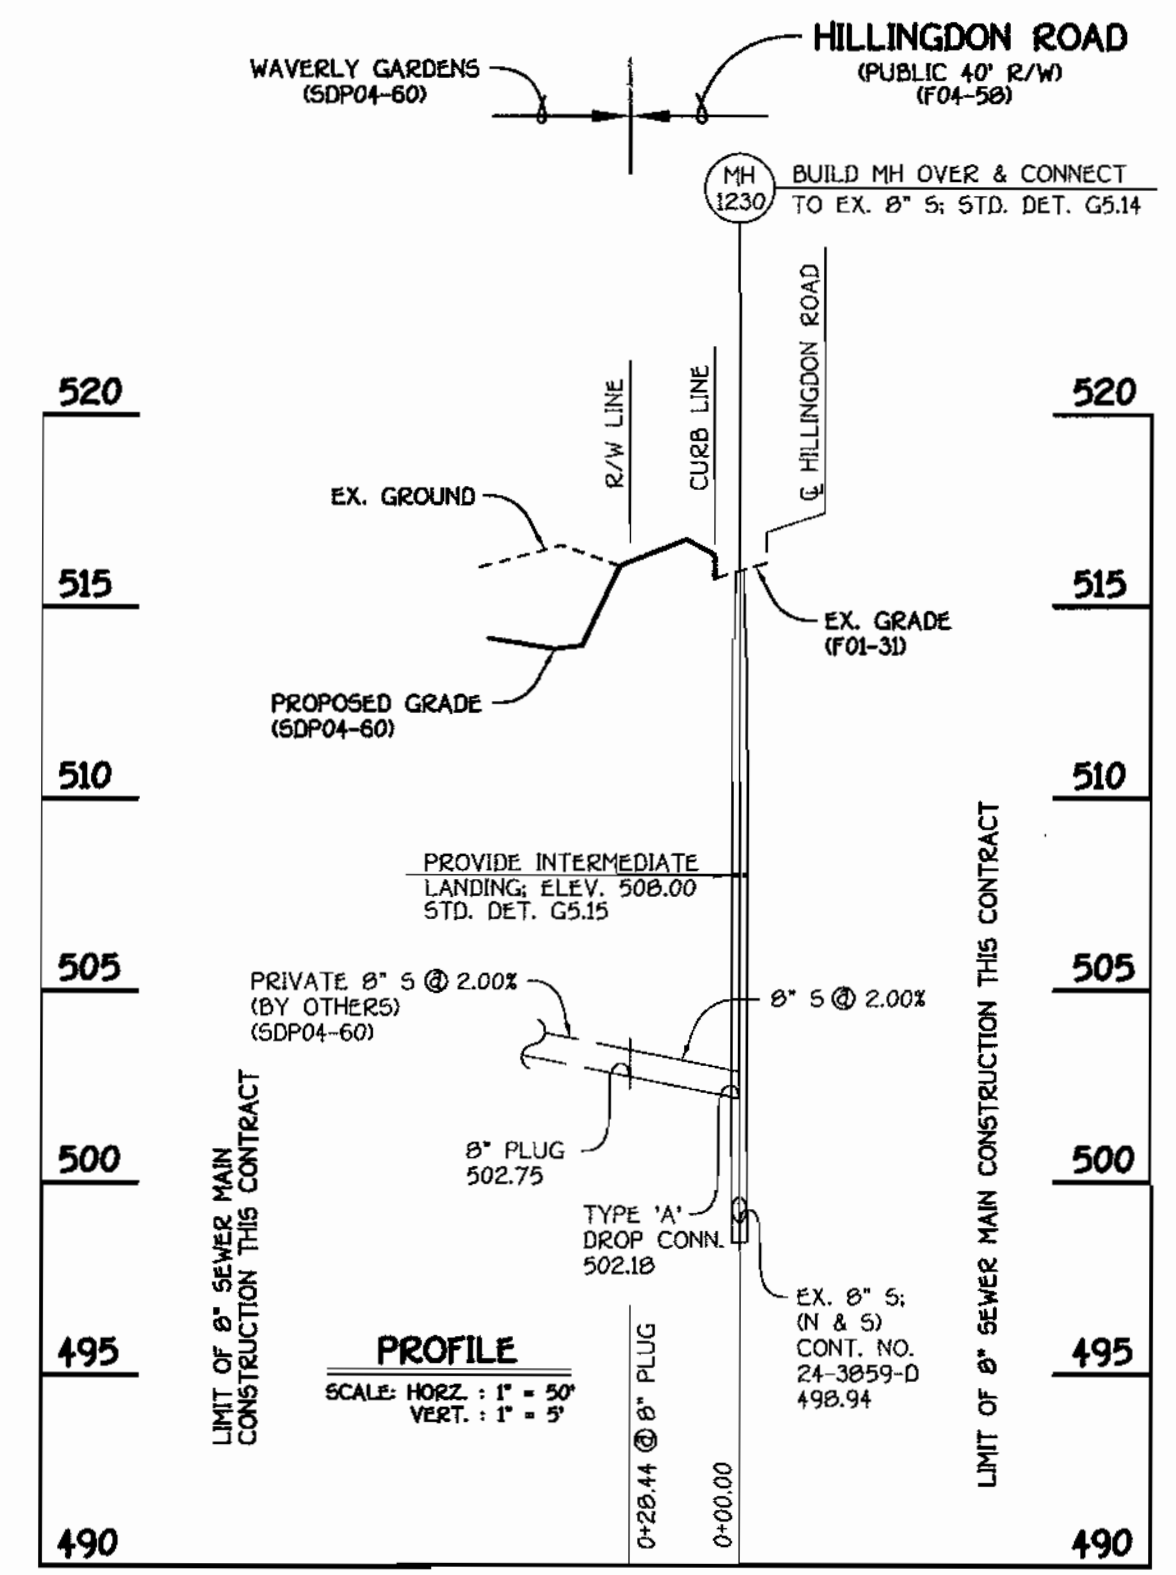 HILLINGDON ROAD
(PUBLIC 40' R/W)
(F04-58)
WAVERLY GARDENS
(SDP04-60)
MH
1230
BUILD MH OVER & CONNECT
TO EX. 8" S; STD. DET. G5.14
R/W LINE
CURB LINE
℄ HILLINGDON ROAD
520
520
EX. GROUND
515
515
EX. GRADE
(F01-31)
PROPOSED GRADE
(SDP04-60)
510
510
PROVIDE INTERMEDIATE
LANDING; ELEV. 508.00
STD. DET. G5.15
505
505
PRIVATE 8" S @ 2.00%
(BY OTHERS)
(SDP04-60)
8" S @ 2.00%
8" PLUG
502.75
500
500
TYPE 'A'
DROP CONN.
502.18
EX. 8" S;
(N & S)
CONT. NO.
24-3859-D
498.94
LIMIT OF 8" SEWER MAIN
CONSTRUCTION THIS CONTRACT
LIMIT OF 8" SEWER MAIN CONSTRUCTION THIS CONTRACT
495
495
PROFILE
SCALE: HORZ. : 1" = 50'
VERT. : 1" = 5'
0+28.44 @ 8" PLUG
0+00.00
490
490